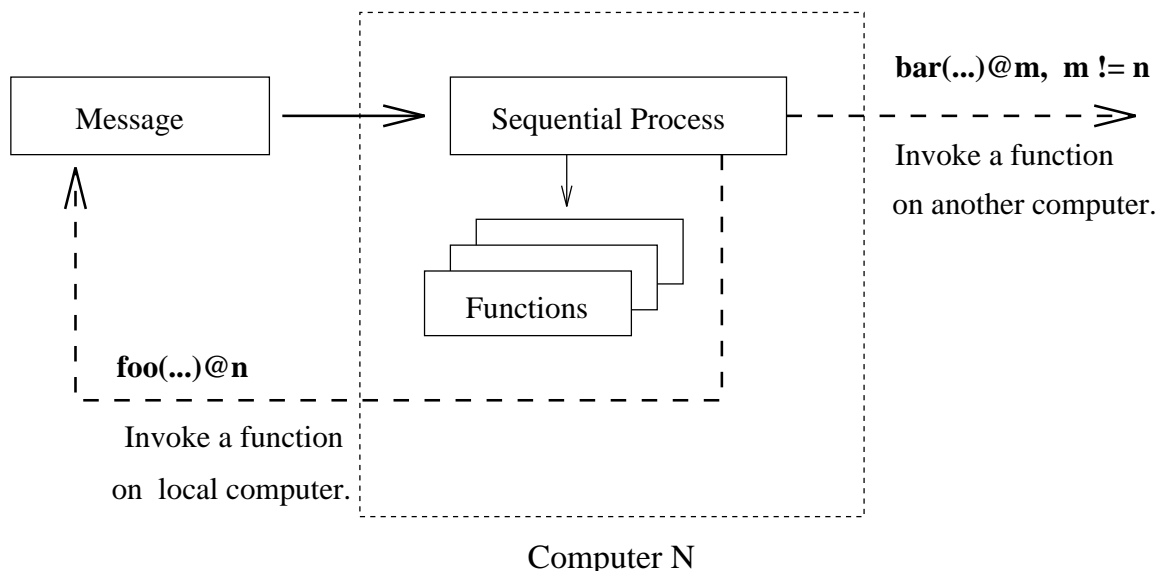 bar(...)@m, m != n
Message
Sequential Process
Invoke a function
on another computer.
Functions
foo(...)@n
Invoke a function
on local computer.
Computer N